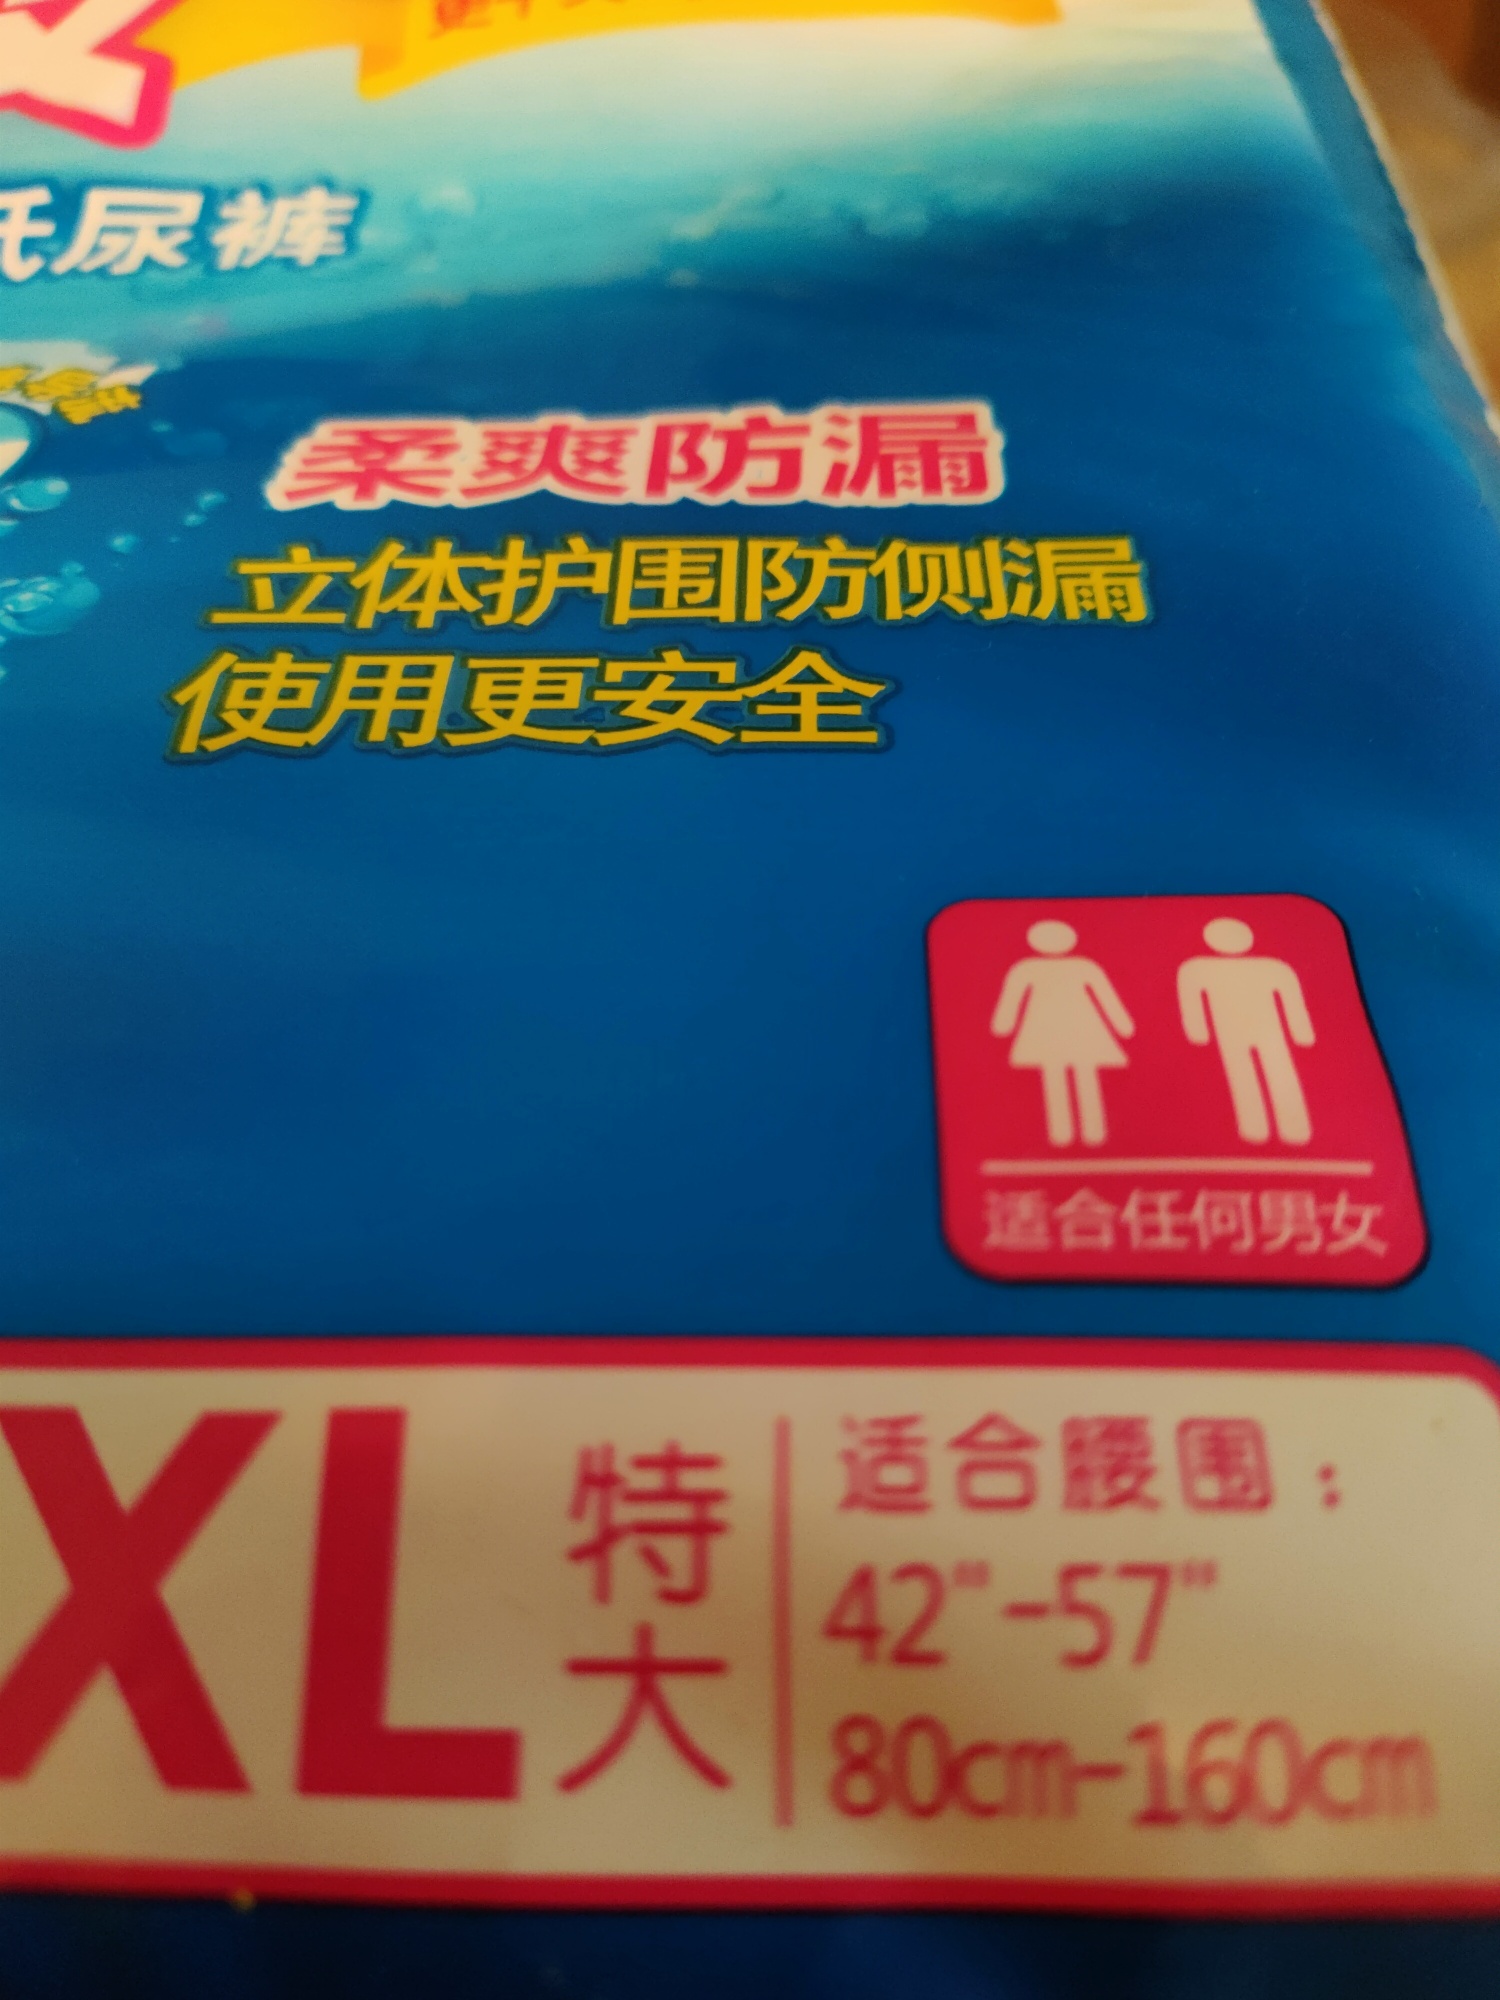 纸尿裤
柔爽防漏
立体护围防侧漏
使用更安全
适合任何男女
XL
特大
适合腰围：
42"-57"
80cm-160cm